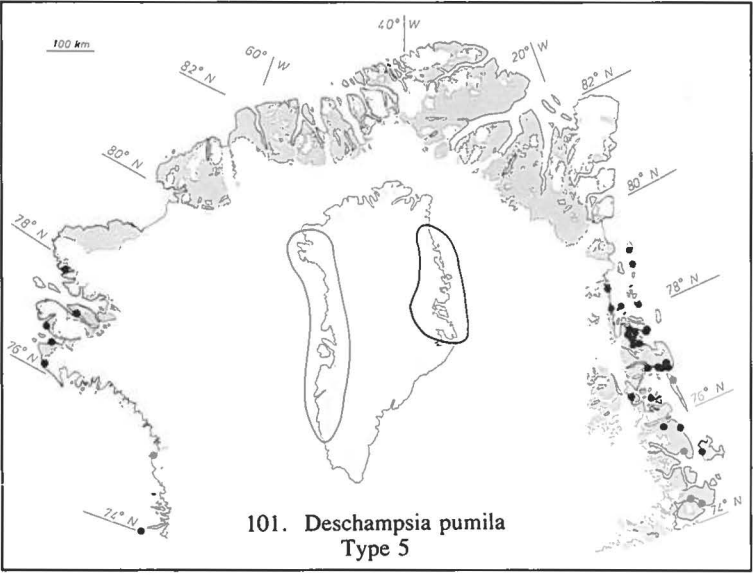 40° W
100 km
60° W
20° W
82° N
82° N
80° N
80° N
78° N
78° N
76° N
76° N
74° N
74° N
101. Deschampsia pumila
Type 5